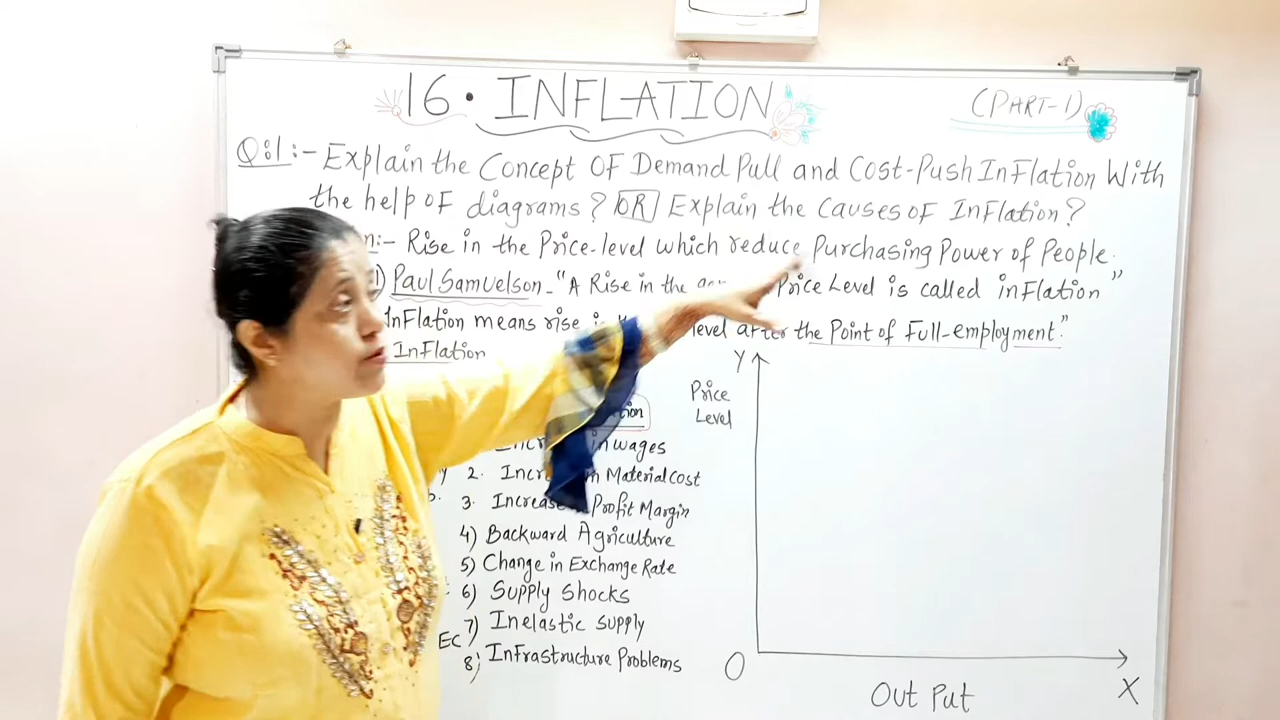 16. INFLATION
(PART-1)
Q:1:- Explain the Concept OF Demand Pull and Cost-Push InFlation With
the help OF diagrams? OR Explain the Causes OF InFlation?
n:- Rise in the Price-level which reduce Purchasing Power of People.
) Paul Samuelson - "A Rise in the Price Level is called inflation"
InFlation means rise level after the Point of Full-employment."
InFlation
Y
Price
Level
in wages
2. Material Cost
3. Increase Profit Margin
4) Backward Agriculture
5) Change in Exchange Rate
6) Supply Shocks
7) Inelastic supply
Ec
8) Infrastructure Problems
O
Out Put
X